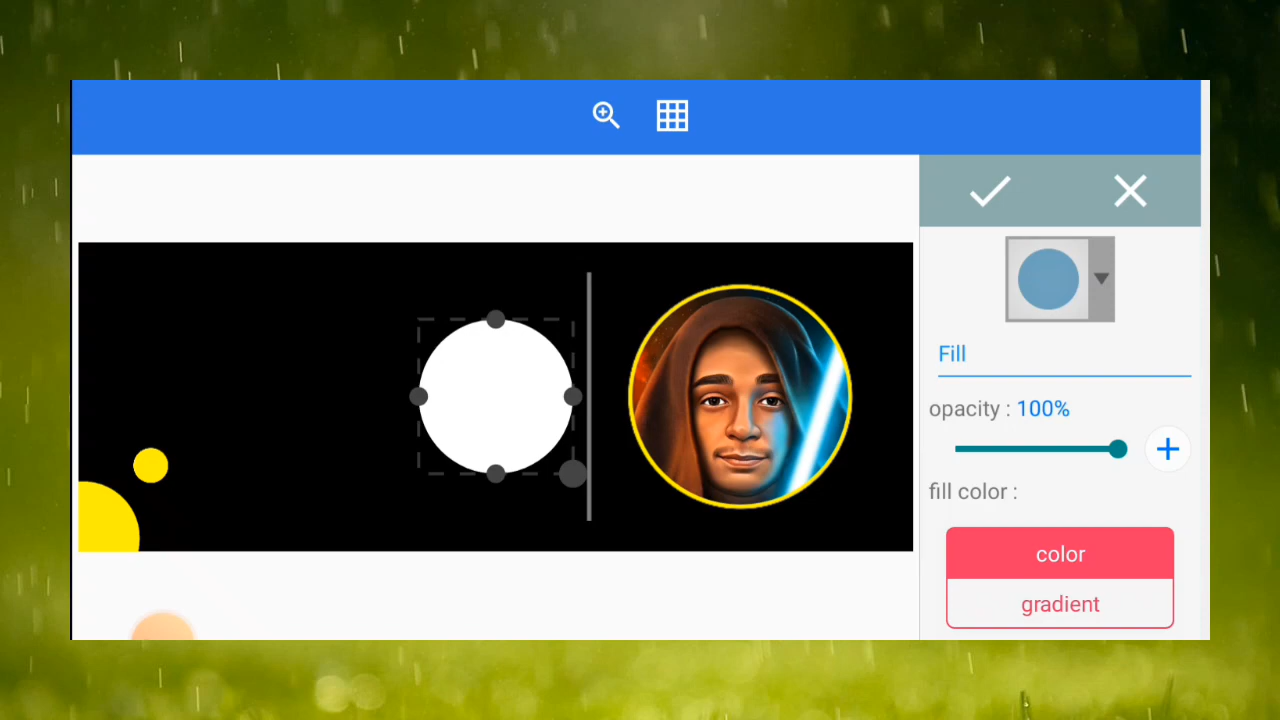 Fill
opacity : 100%
fill color :
color
gradient